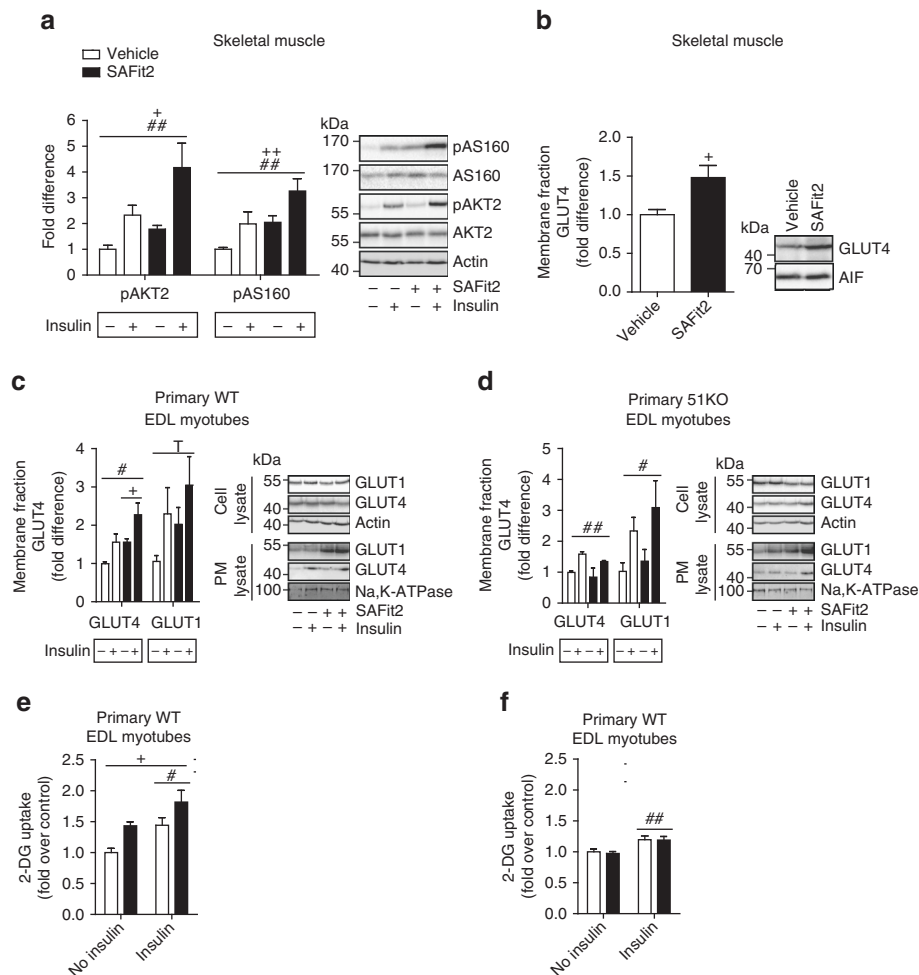 a
Skeletal muscle
Vehicle
SAFit2
Fold difference
6
5
4
3
2
1
0
+
##
++
##
pAKT2
pAS160
Insulin
– + – +
– + – +
kDa
170
pAS160
170
AS160
55
pAKT2
55
AKT2
40
Actin
– – + + SAFit2
– + – + Insulin
b
Skeletal muscle
Membrane fraction
GLUT4
(fold difference)
2.0
1.5
1.0
0.5
0.0
+
Vehicle
SAFit2
kDa
Vehicle
SAFit2
40
GLUT4
70
AIF
c
Primary WT
EDL myotubes
Membrane fraction
GLUT4
(fold difference)
4
3
2
1
0
#
+
T
GLUT4
GLUT1
Insulin
– + – +
– + – +
kDa
Cell
lysate
55
GLUT1
40
GLUT4
40
Actin
PM
lysate
55
GLUT1
40
GLUT4
100
Na,K-ATPase
– – + + SAFit2
– + – + Insulin
d
Primary 51KO
EDL myotubes
Membrane fraction
GLUT4
(fold difference)
5
4
3
2
1
0
##
#
GLUT4
GLUT1
Insulin
– + – +
– + – +
kDa
Cell
lysate
55
GLUT1
40
GLUT4
40
Actin
PM
lysate
55
GLUT1
40
GLUT4
100
Na,K-ATPase
– – + + SAFit2
– + – + Insulin
e
Primary WT
EDL myotubes
2-DG uptake
(fold over control)
2.5
2.0
1.5
1.0
0.5
0.0
+
#
No insulin
Insulin
f
Primary WT
EDL myotubes
2-DG uptake
(fold over control)
2.5
2.0
1.5
1.0
0.5
0.0
##
No insulin
Insulin